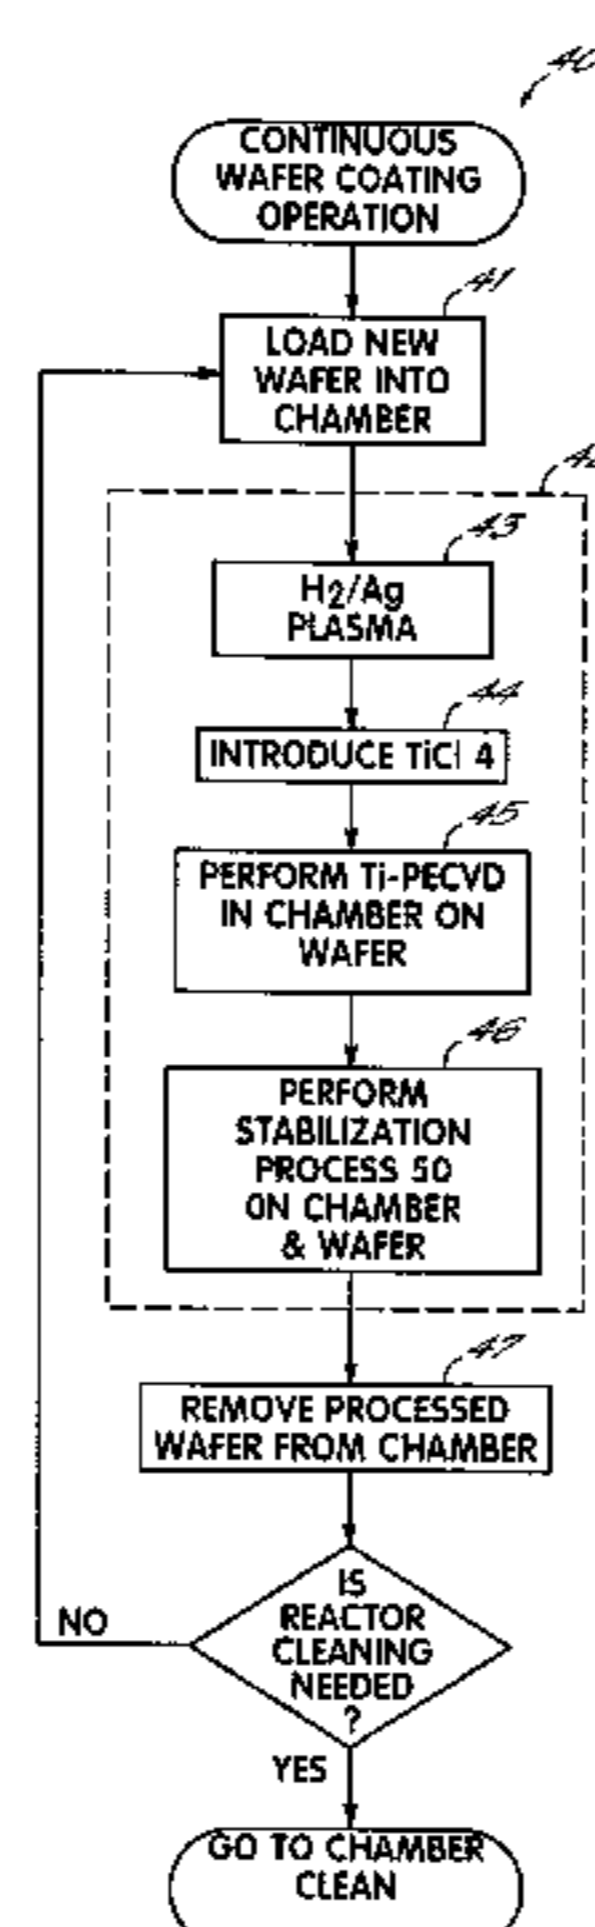 40
CONTINUOUS
WAFER COATING
OPERATION
41
LOAD NEW
WAFER INTO
CHAMBER
43
H2/Ag
PLASMA
44
INTRODUCE TiCl 4
45
PERFORM Ti-PECVD
IN CHAMBER ON
WAFER
46
PERFORM
STABILIZATION
PROCESS 50
ON CHAMBER
& WAFER
47
REMOVE PROCESSED
WAFER FROM CHAMBER
IS
REACTOR
CLEANING
NEEDED
?
NO
YES
GO TO CHAMBER
CLEAN